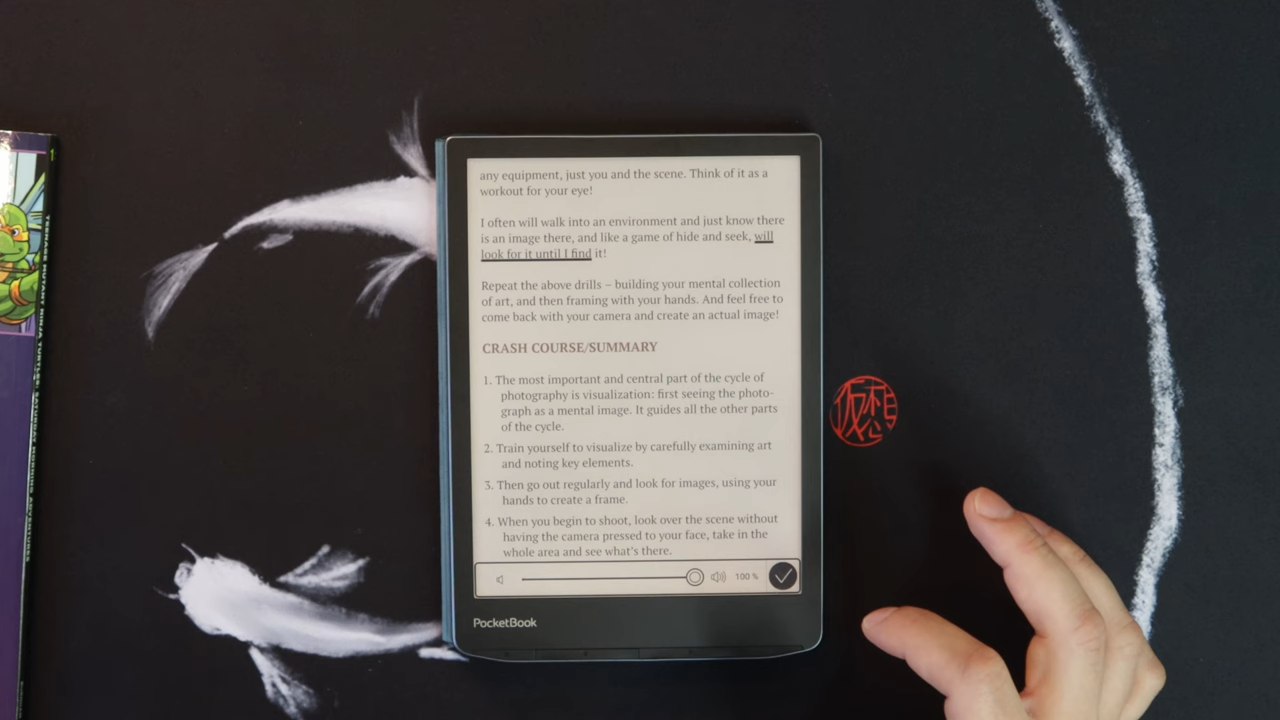 any equipment, just you and the scene. Think of it as a
workout for your eye!
I often will walk into an environment and just know there
is an image there, and like a game of hide and seek, will
look for it until I find it!
Repeat the above drills – building your mental collection
of art, and then framing with your hands. And feel free to
come back with your camera and create an actual image!
CRASH COURSE/SUMMARY
1. The most important and central part of the cycle of
photography is visualization: first seeing the photo-
graph as a mental image. It guides all the other parts
of the cycle.
2. Train yourself to visualize by carefully examining art
and noting key elements.
3. Then go out regularly and look for images, using your
hands to create a frame.
4. When you begin to shoot, look over the scene without
having the camera pressed to your face, take in the
whole area and see what's there.
100 %
PocketBook
TEENAGE MUTANT NINJA TURTLES: SATURDAY MORNING ADVENTURES
1